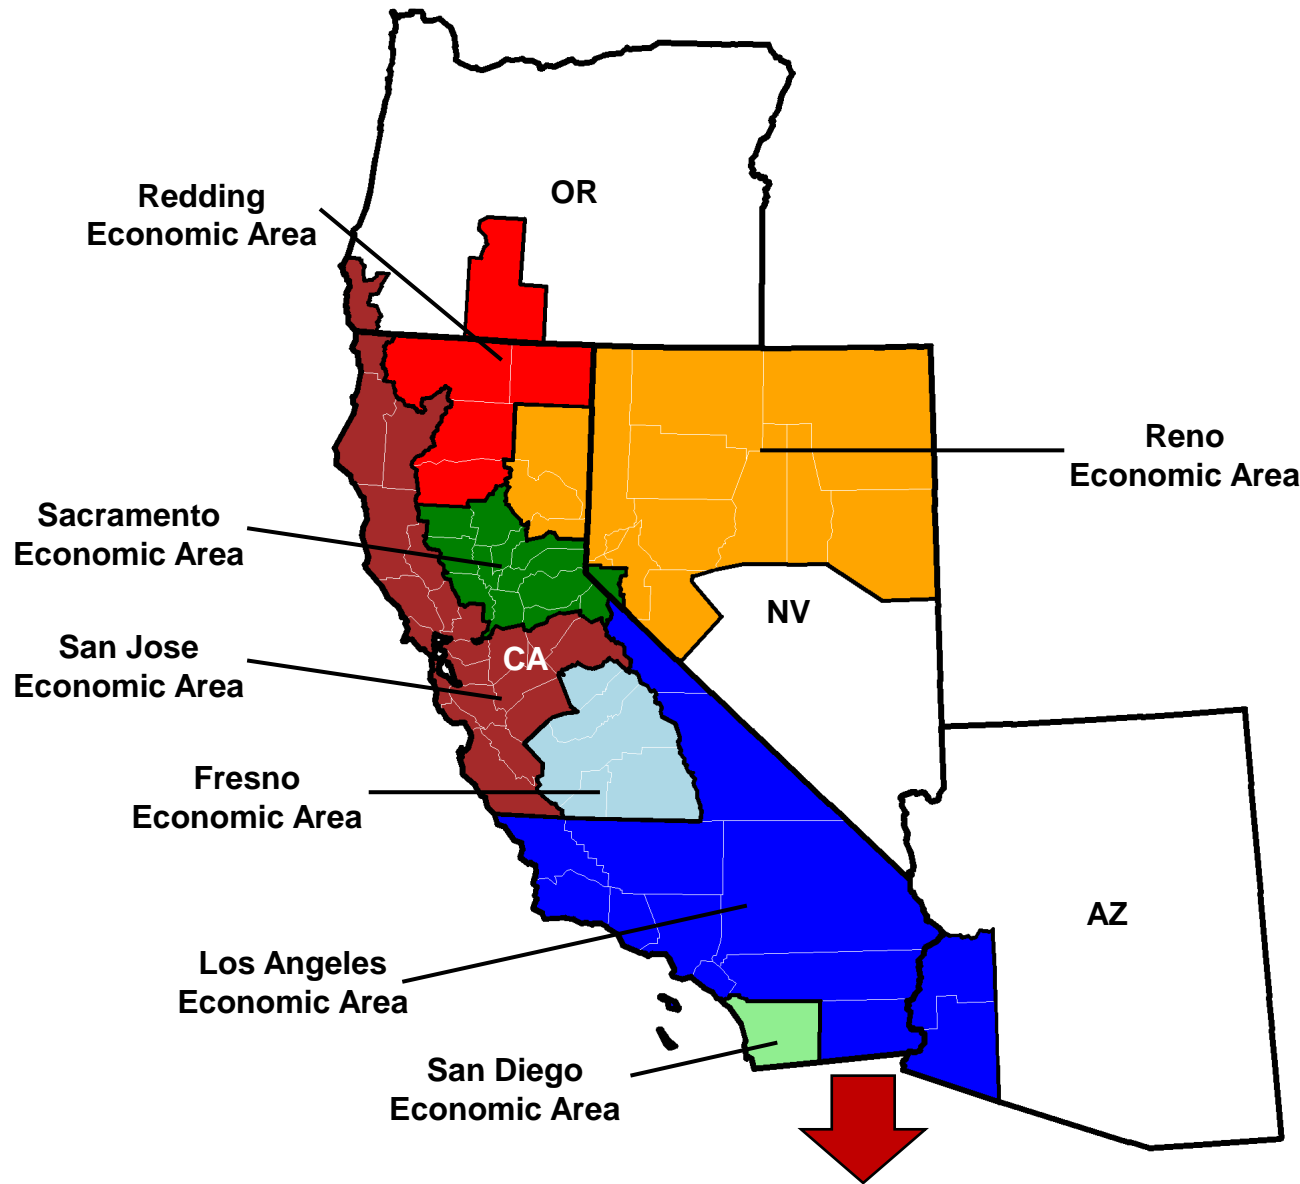 OR
Redding
Economic Area
Reno
Economic Area
Sacramento
Economic Area
NV
San Jose
Economic Area
CA
Fresno
Economic Area
AZ
Los Angeles
Economic Area
San Diego
Economic Area